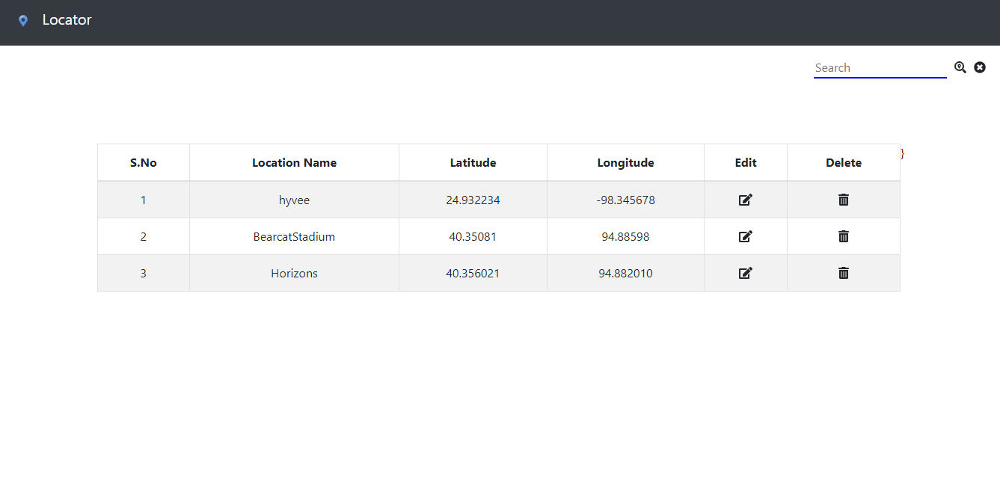 Locator
Search
S.No Location Name Latitude Longitude Edit Delete }
1 hyvee 24.932234 -98.345678
2 BearcatStadium 40.35081 94.88598
3 Horizons 40.356021 94.882010